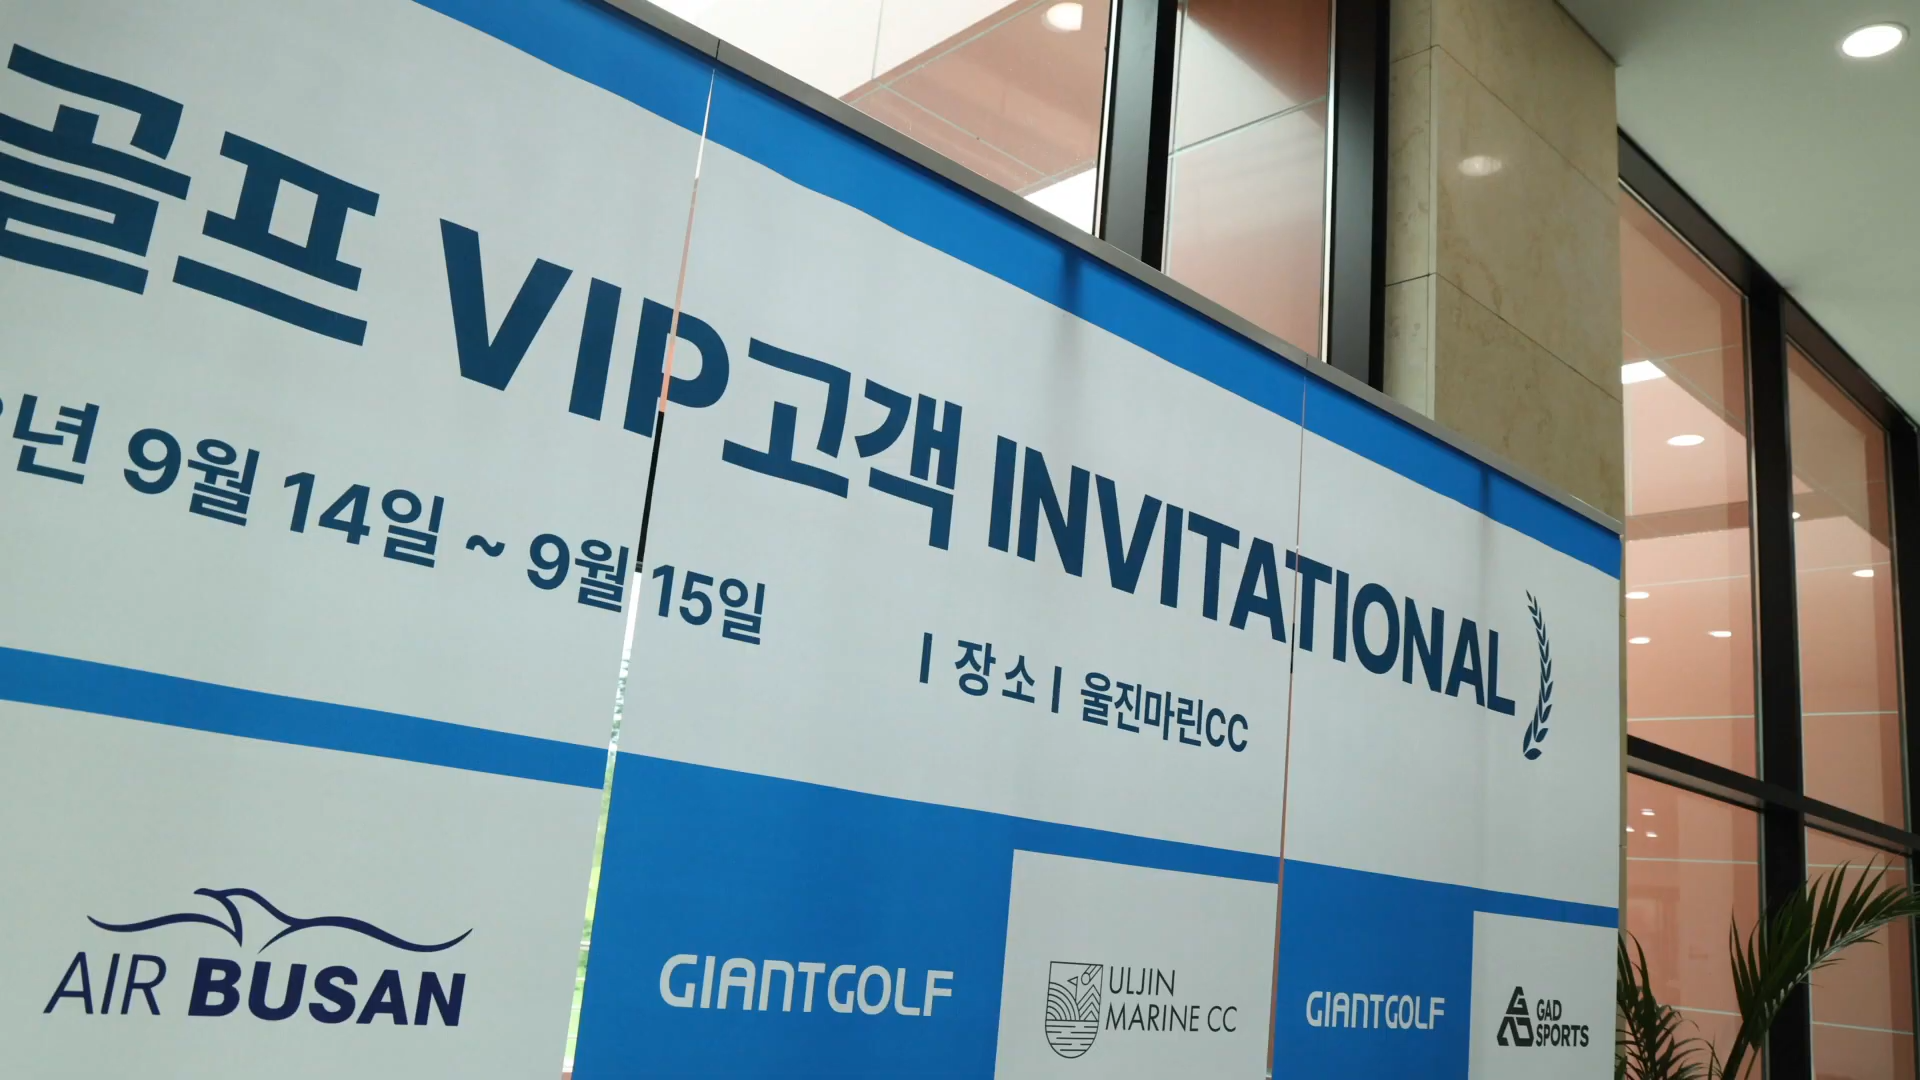 골프 VIP고객 INVITATIONAL
년 9월 14일 ~ 9월 15일
| 장소 | 울진마린CC
AIR BUSAN
GIANTGOLF
ULJIN
MARINE CC
GIANTGOLF
GAD
SPORTS